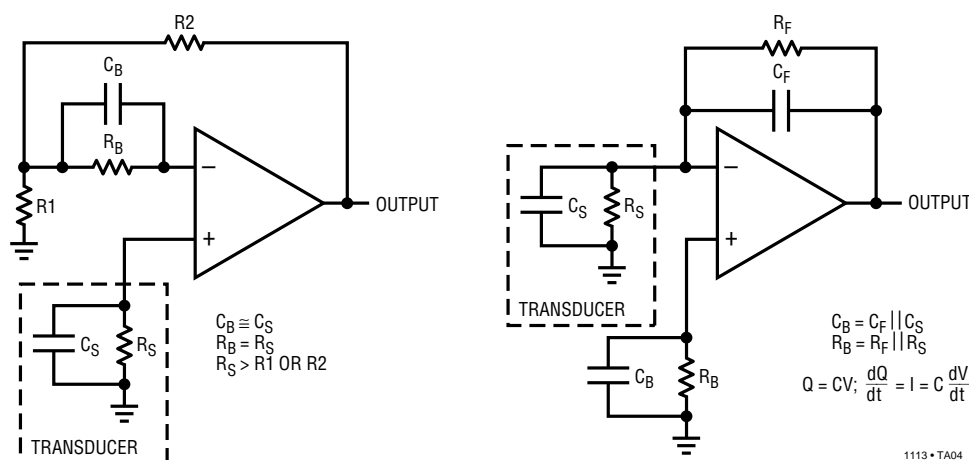 R2
C_B
R_B
−
R1
+
OUTPUT
C_S
R_S
TRANSDUCER
C_B ≅ C_S
R_B = R_S
R_S > R1 OR R2
R_F
C_F
−
C_S
R_S
+
OUTPUT
TRANSDUCER
C_B
R_B
C_B = C_F || C_S
R_B = R_F || R_S
Q = CV; dQ/dt = I = C dV/dt
1113 • TA04